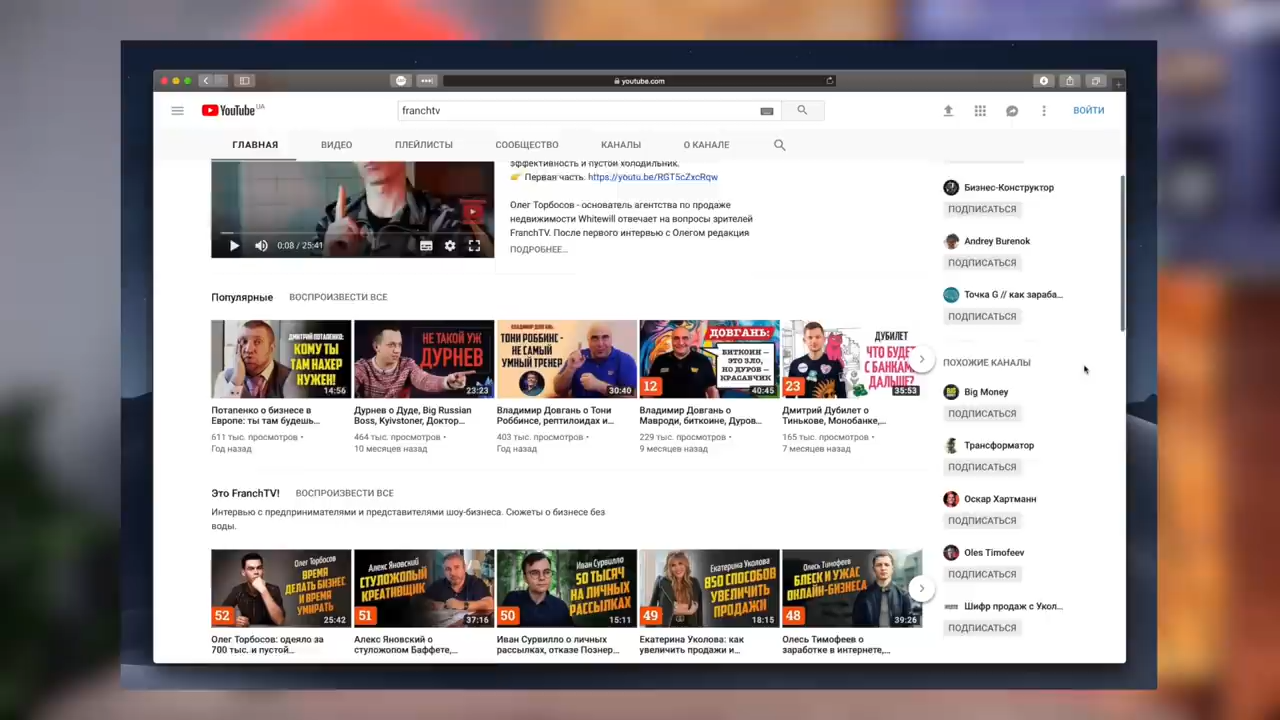 youtube.com
YouTube UA
franchtv
ВОЙТИ
ГЛАВНАЯ
ВИДЕО
ПЛЕЙЛИСТЫ
СООБЩЕСТВО
КАНАЛЫ
О КАНАЛЕ
эффективность и пустой холодильник.
👉 Первая часть: https://youtu.be/RGT5cZxcRqw
Олег Торбосов - основатель агентства по продаже
недвижимости Whitewill отвечает на вопросы зрителей
FranchTV. После первого интервью с Олегом редакция
ПОДРОБНЕЕ...
0:08 / 25:41
Популярные
ВОСПРОИЗВЕСТИ ВСЕ
ДМИТРИЙ ПОТАПЕНКО:
КОМУ ТЫ
ТАМ НАХЕР
НУЖЕН!
14:56
Потапенко о бизнесе в
Европе: ты там будешь...
611 тыс. просмотров •
Год назад
НЕ ТАКОЙ УЖ
ДУРНЕВ
23:23
Дурнев о Дуде, Big Russian
Boss, Kyivstoner, Доктор...
464 тыс. просмотров •
10 месяцев назад
ВЛАДИМИР ДОВГАНЬ:
ТОНИ РОББИНС -
НЕ САМЫЙ
УМНЫЙ ТРЕНЕР
30:40
Владимир Довгань о Тони
Роббинсе, рептилоидах и...
403 тыс. просмотров •
Год назад
ДОВГАНЬ:
БИТКОИН —
ЭТО ЗЛО,
НО ДУРОВ —
КРАСАВЧИК
12
40:45
Владимир Довгань о
Мавроди, биткоине, Дуров...
229 тыс. просмотров •
9 месяцев назад
ДУБИЛЕТ
ЧТО БУДЕТ
С БАНКАМИ
ДАЛЬШЕ?
23
35:53
Дмитрий Дубилет о
Тинькове, Монобанке,...
165 тыс. просмотров •
7 месяцев назад
Это FranchTV!
ВОСПРОИЗВЕСТИ ВСЕ
Интервью с предпринимателями и представителями шоу-бизнеса. Сюжеты о бизнесе без
воды.
Олег Торбосов
ВРЕМЯ
ДЕЛАТЬ БИЗНЕС
И ВРЕМЯ
УМИРАТЬ
52
25:42
Олег Торбосов: одеяло за
700 тыс. и пустой...
Алекс Яновский
СТУЛОЖОПЫЙ
КРЕАТИВЩИК
51
37:16
Алекс Яновский о
стуложопом Баффете,...
Иван Сурвилло
50 ТЫСЯЧ
НА ЛИЧНЫХ
РАССЫЛКАХ
50
15:11
Иван Сурвилло о личных
рассылках, отказе Познер...
Екатерина Уколова
850 СПОСОБОВ
УВЕЛИЧИТЬ
ПРОДАЖИ
49
18:15
Екатерина Уколова: как
увеличить продажи и...
Олесь Тимофеев
БЛЕСК И УЖАС
ОНЛАЙН-БИЗНЕСА
48
39:26
Олесь Тимофеев о
заработке в интернете,...
Бизнес-Конструктор
ПОДПИСАТЬСЯ
Andrey Burenok
ПОДПИСАТЬСЯ
Точка G // как зараба...
ПОДПИСАТЬСЯ
ПОХОЖИЕ КАНАЛЫ
Big Money
ПОДПИСАТЬСЯ
Трансформатор
ПОДПИСАТЬСЯ
Оскар Хартманн
ПОДПИСАТЬСЯ
Oles Timofeev
ПОДПИСАТЬСЯ
Шифр продаж с Укол...
ПОДПИСАТЬСЯ